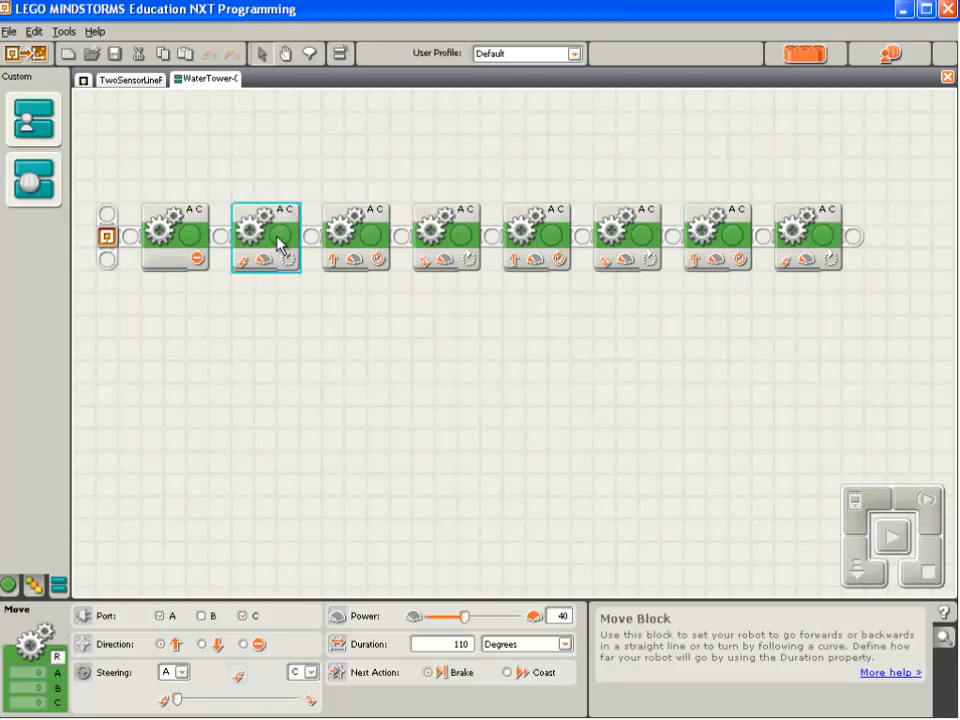 LEGO MINDSTORMS Education NXT Programming
File Edit Tools Help
User Profile: Default
Custom
TwoSensorLineF
WaterTower-C
A C
A C
A C
A C
A C
A C
A C
A C
Move
R
0 A
0 B
0 C
Port: A B C
Direction:
Steering: A C
Power: 40
Duration: 110 Degrees
Next Action: Brake Coast
Move Block
Use this block to set your robot to go forwards or backwards
in a straight line or to turn by following a curve. Define how
far your robot will go by using the Duration property.
More help »
?